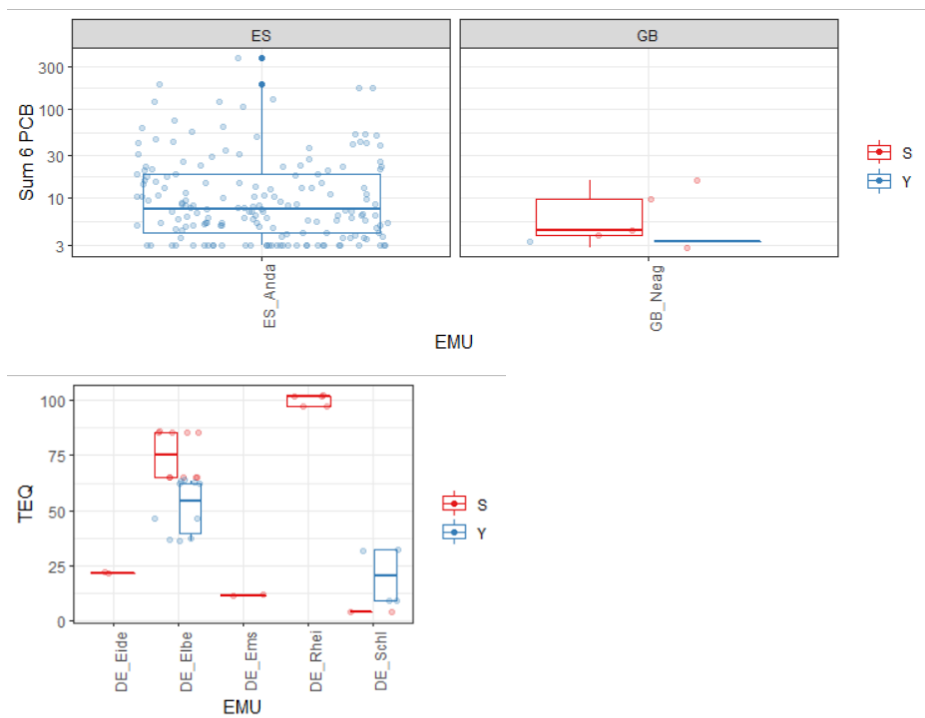 ES GB
300
100
30
10
3
Sum 6 PCB
S
Y
ES_Anda GB_Neag
EMU
100
75
50
25
0
TEQ
S
Y
DE_Eide DE_Elbe DE_Ems DE_Rhei DE_Schl
EMU